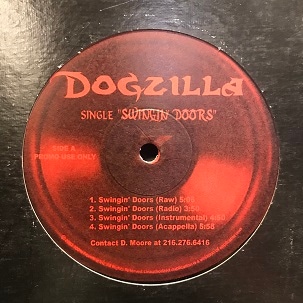 DOGZILLA
SINGLE "SWINGIN DOORS"
SIDE A
PROMO USE ONLY
1. Swingin' Doors (Raw)
2. Swingin' Doors (Radio)
3. Swingin' Doors (Instrumental)
4. Swingin' Doors (Acappella) 5:58
Contact D. Moore at 216.276.6416